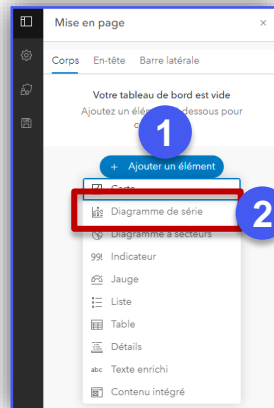 Mise en page
×
Corps En-tête Barre latérale
Votre tableau de bord est vide
Ajoutez un élément dessous pour
1
+ Ajouter un élément
Carte
Diagramme de série
2
Diagramme à secteurs
99! Indicateur
Jauge
Liste
Table
Détails
abc Texte enrichi
Contenu intégré